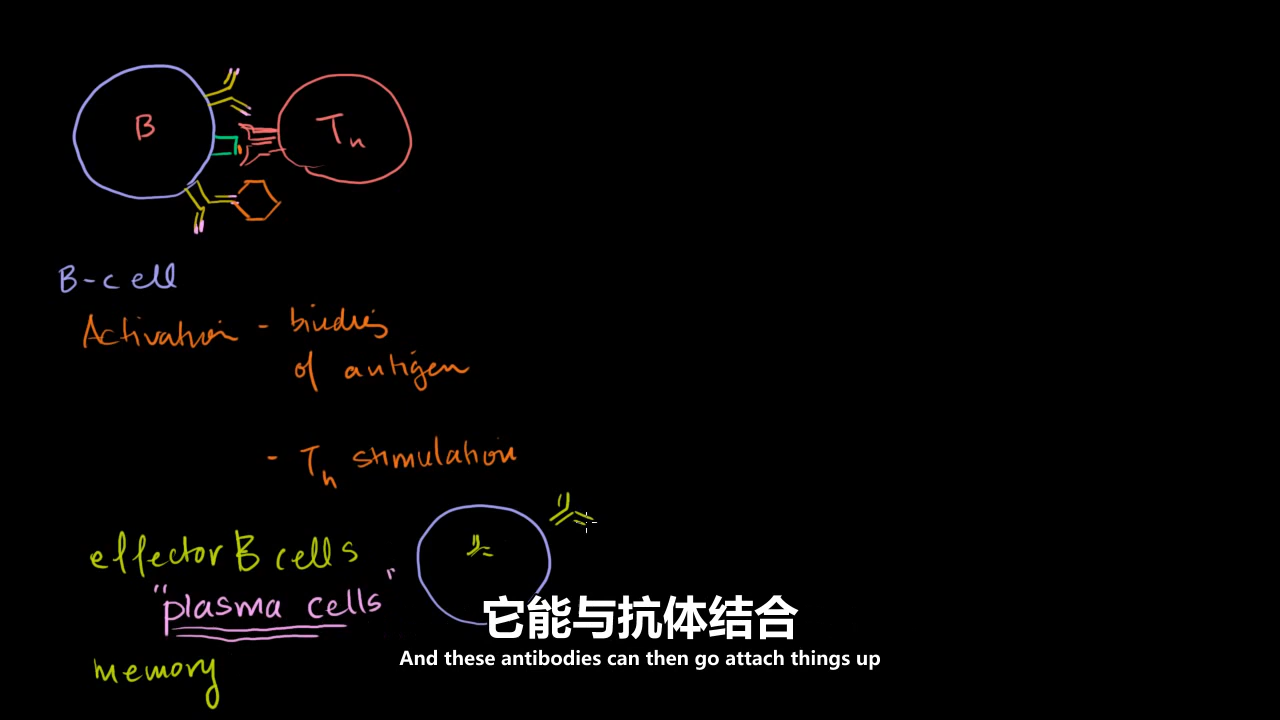 B
Th
B-cell
Activation - binding
of antigen
- Th stimulation
effector B cells
"plasma cells"
memory
它能与抗体结合
And these antibodies can then go attach things up